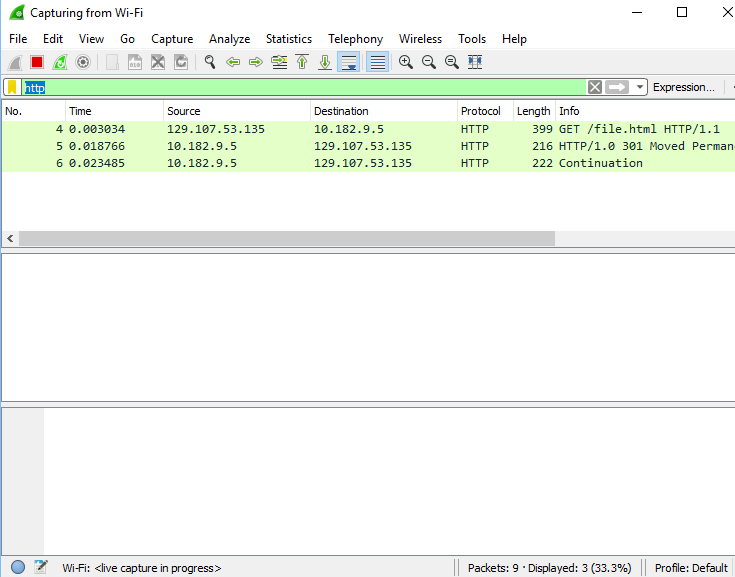 Capturing from Wi-Fi
File Edit View Go Capture Analyze Statistics Telephony Wireless Tools Help
http Expression...
No. Time Source Destination Protocol Length Info
4 0.003034 129.107.53.135 10.182.9.5 HTTP 399 GET /file.html HTTP/1.1
5 0.018766 10.182.9.5 129.107.53.135 HTTP 216 HTTP/1.0 301 Moved Perman
6 0.023485 10.182.9.5 129.107.53.135 HTTP 222 Continuation
Wi-Fi: <live capture in progress> Packets: 9 · Displayed: 3 (33.3%) Profile: Default